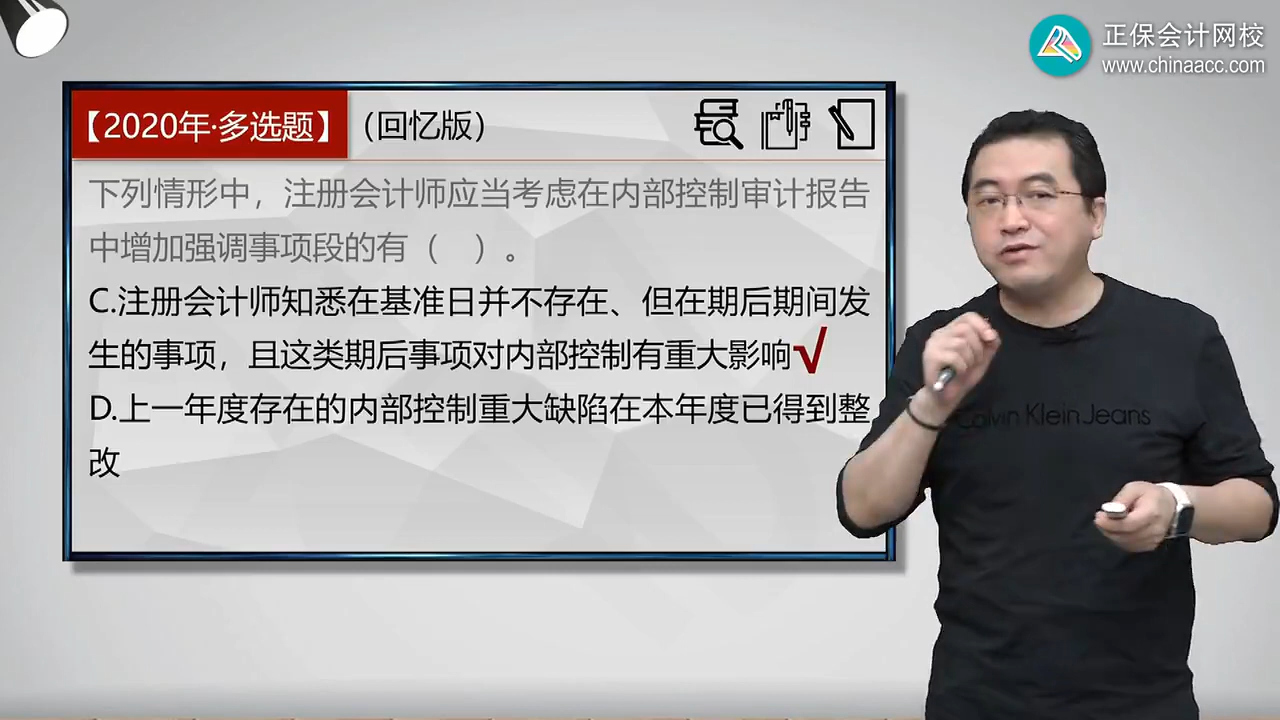 正保会计网校
www.chinaacc.com
【2020年·多选题】（回忆版）
下列情形中，注册会计师应当考虑在内部控制审计报告
中增加强调事项段的有（ ）。
C.注册会计师知悉在基准日并不存在、但在期后期间发
生的事项，且这类期后事项对内部控制有重大影响√
D.上一年度存在的内部控制重大缺陷在本年度已得到整
改
Calvin Klein Jeans